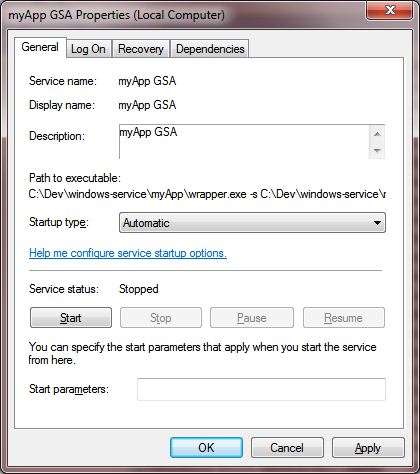 myApp GSA Properties (Local Computer)
General Log On Recovery Dependencies
Service name: myApp GSA
Display name: myApp GSA
Description: myApp GSA
Path to executable:
C:\Dev\windows-service\myApp\wrapper.exe -s C:\Dev\windows-service\r
Startup type: Automatic
Help me configure service startup options.
Service status: Stopped
Start Stop Pause Resume
You can specify the start parameters that apply when you start the service
from here.
Start parameters:
OK Cancel Apply